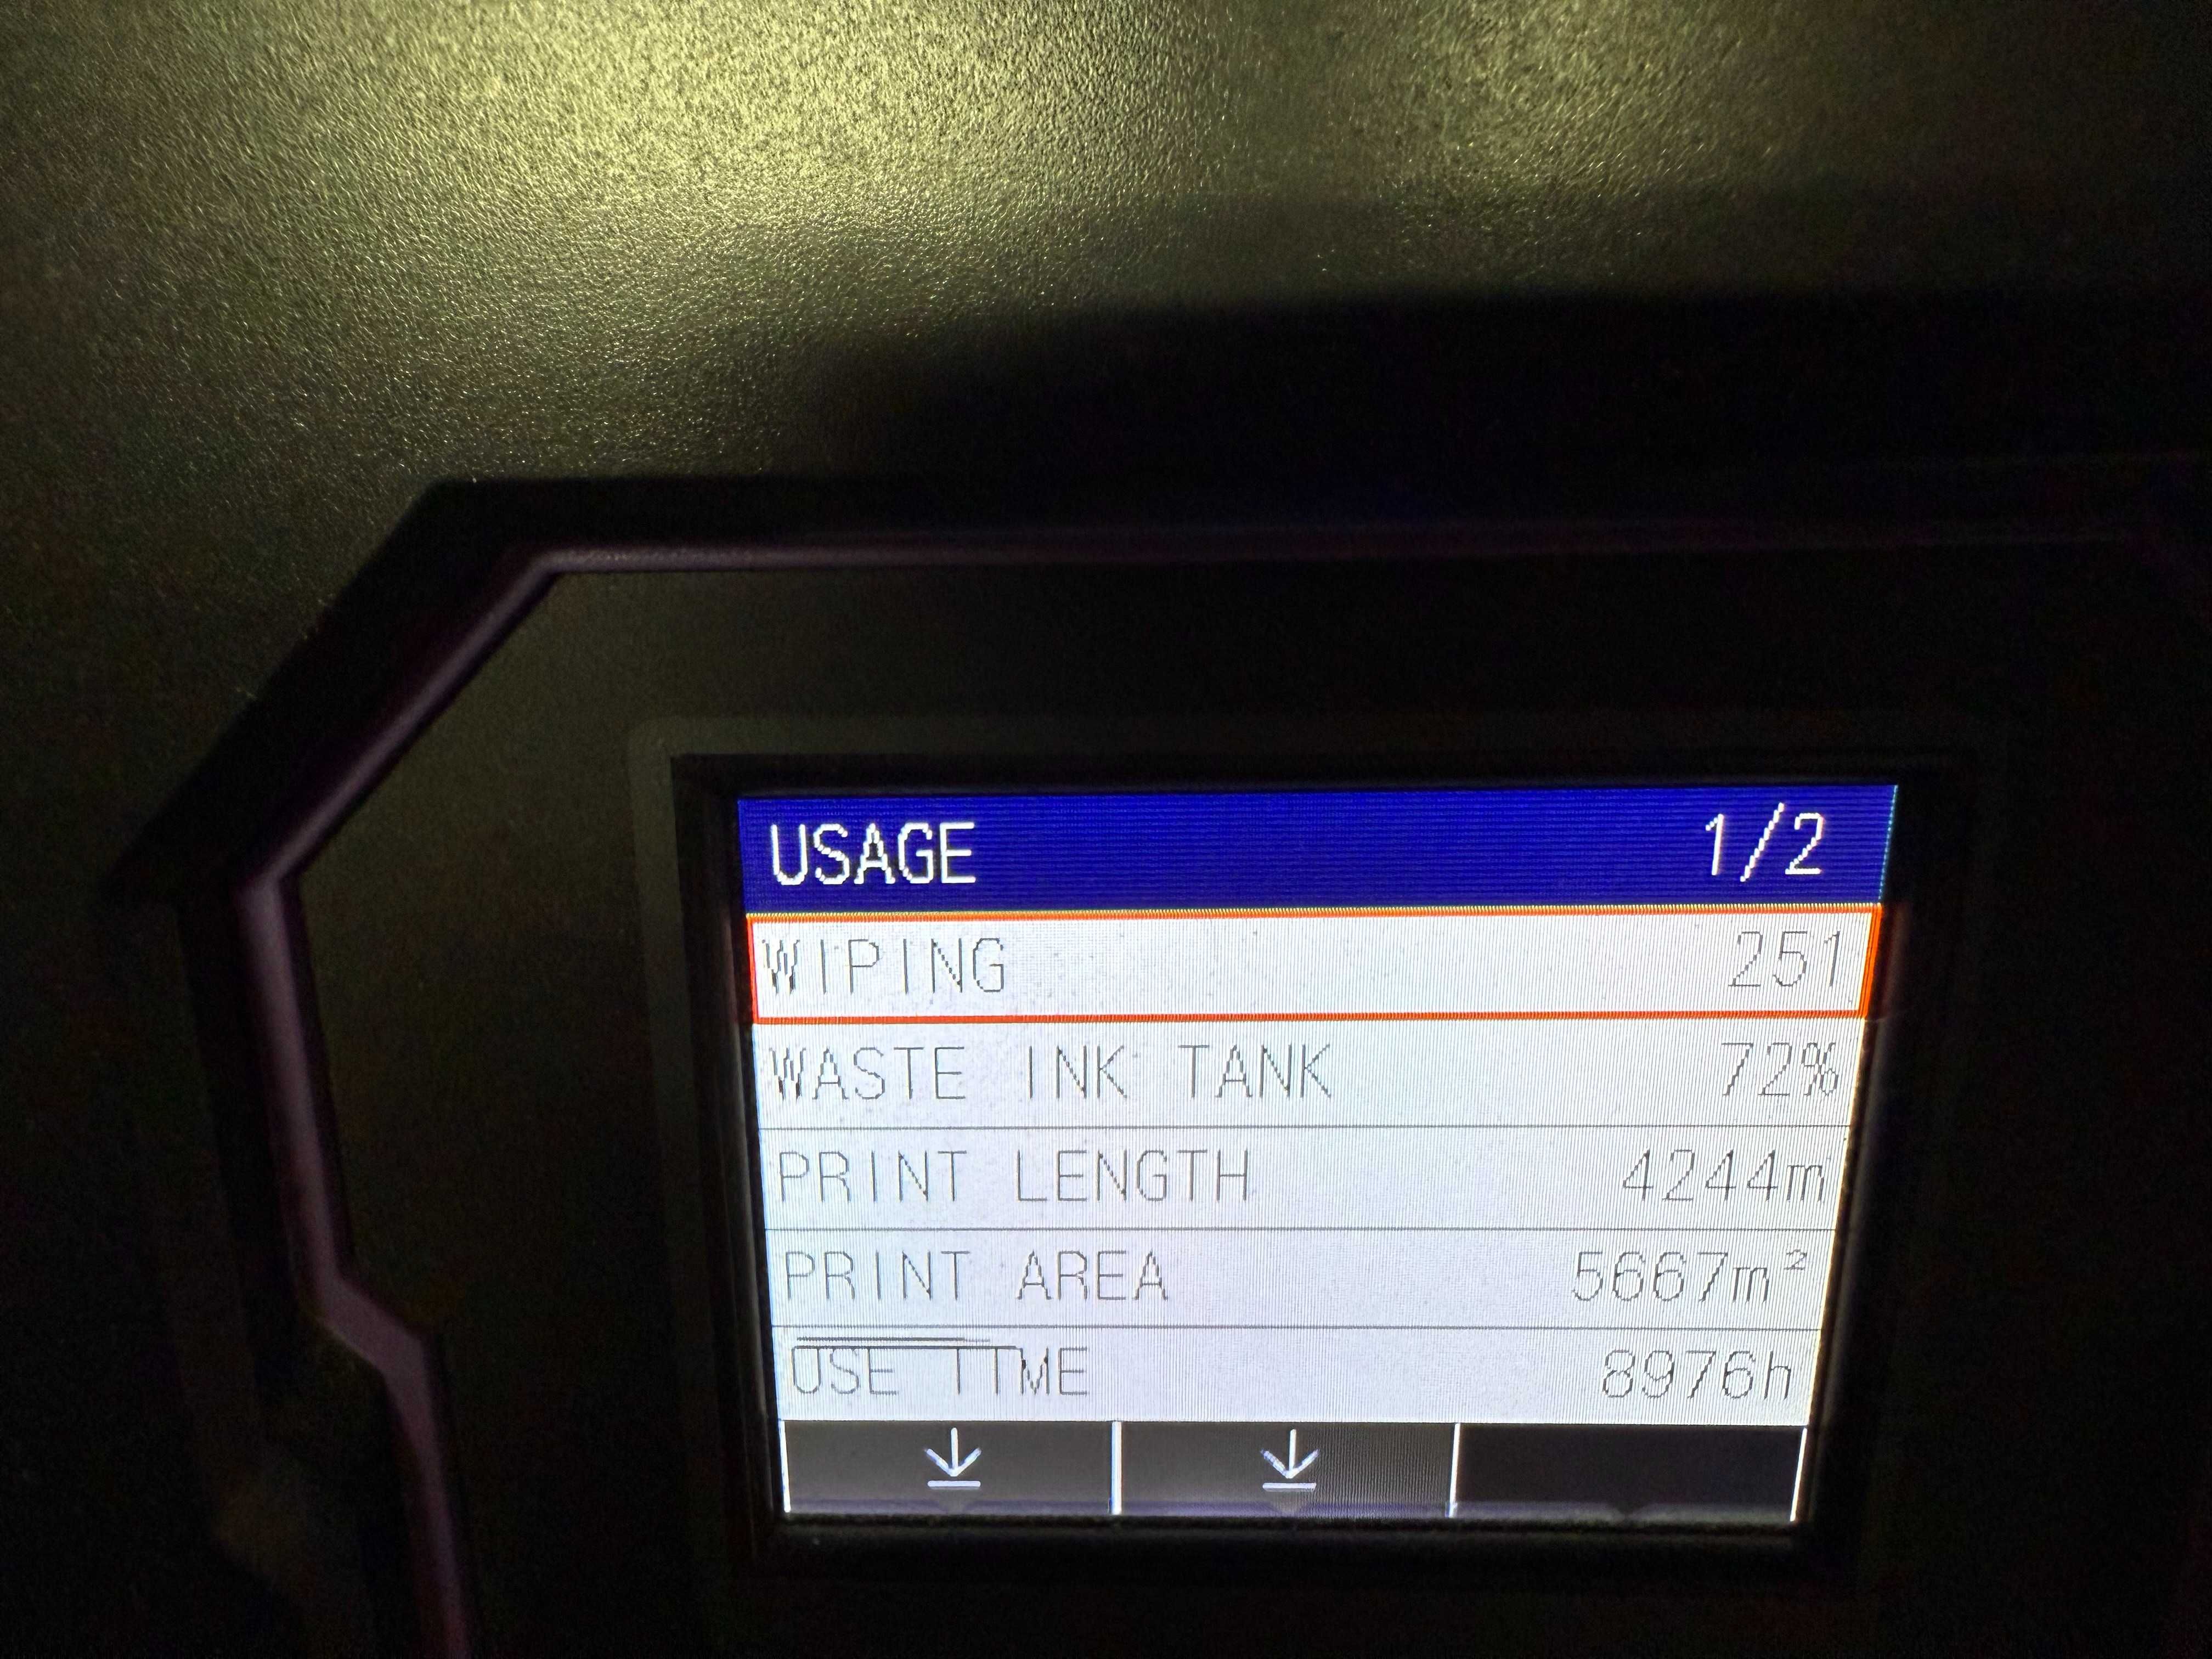 USAGE 1/2
WIPING 251
WASTE INK TANK 72%
PRINT LENGTH 4244m
PRINT AREA 5667m²
USE TIME 8976h